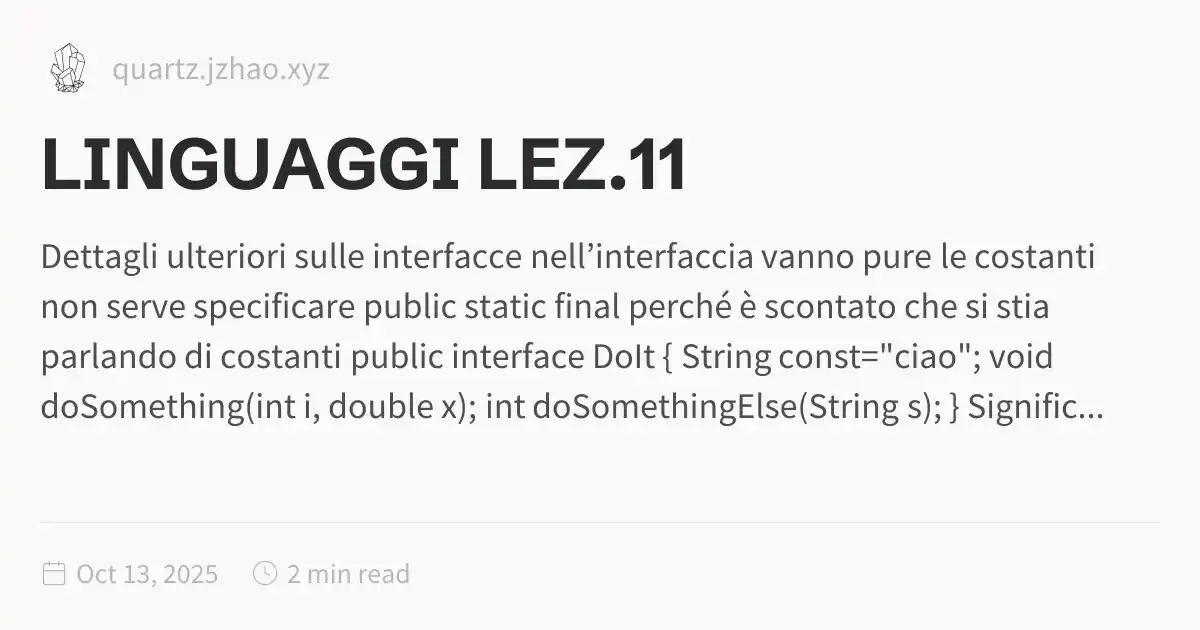 quartz.jzhao.xyz
LINGUAGGI LEZ.11
Dettagli ulteriori sulle interfacce nell’interfaccia vanno pure le costanti
non serve specificare public static final perché è scontato che si stia
parlando di costanti public interface DoIt { String const="ciao"; void
doSomething(int i, double x); int doSomethingElse(String s); } Signific...
Oct 13, 2025 2 min read